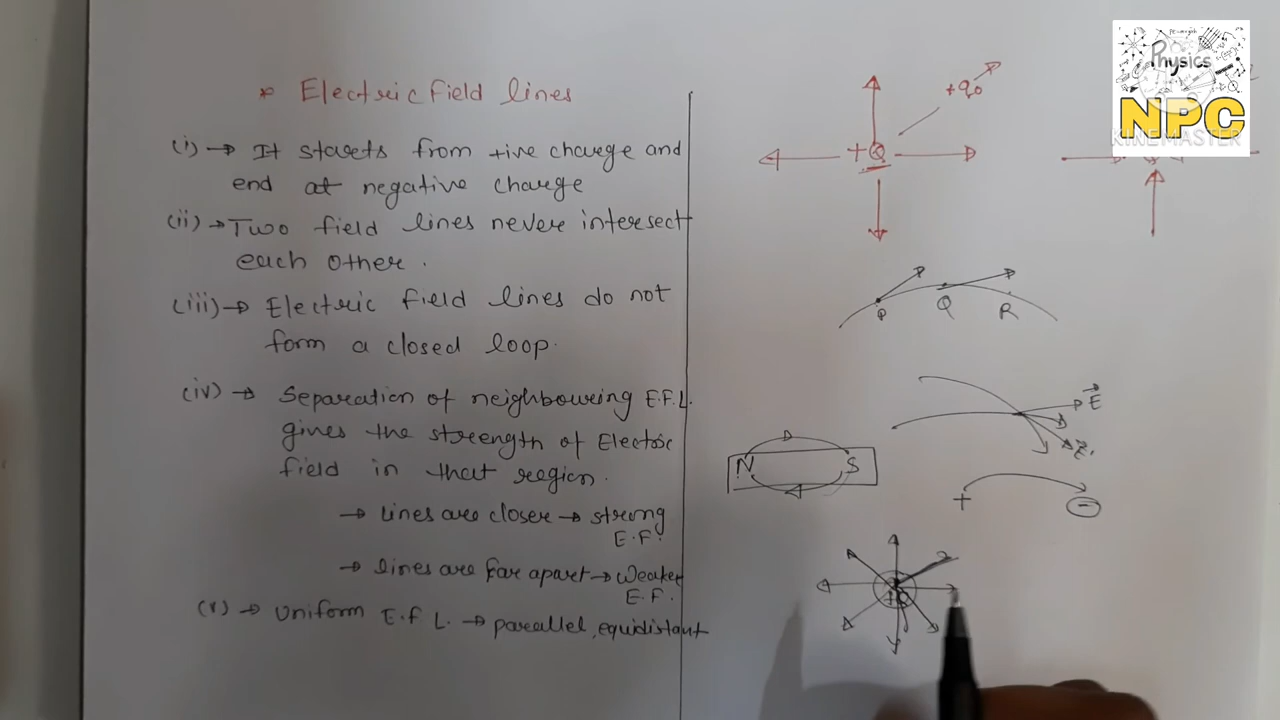 * Electric field lines
(i) → It starts from +ive charge and
end at negative charge
(ii) → Two field lines never intersect
each other.
(iii) → Electric field lines do not
form a closed loop.
(iv) → Separation of neighbouring E.F.L.
gives the strength of Electric
field in that region.
→ lines are closer → strong
E.F.
→ lines are far apart → Weaker
E.F.
(v) → Uniform E.f L. → parallel, equidistant
+q₀
+Q
P Q R
E
N S
+ −
Physics
NPC
KINEMASTER